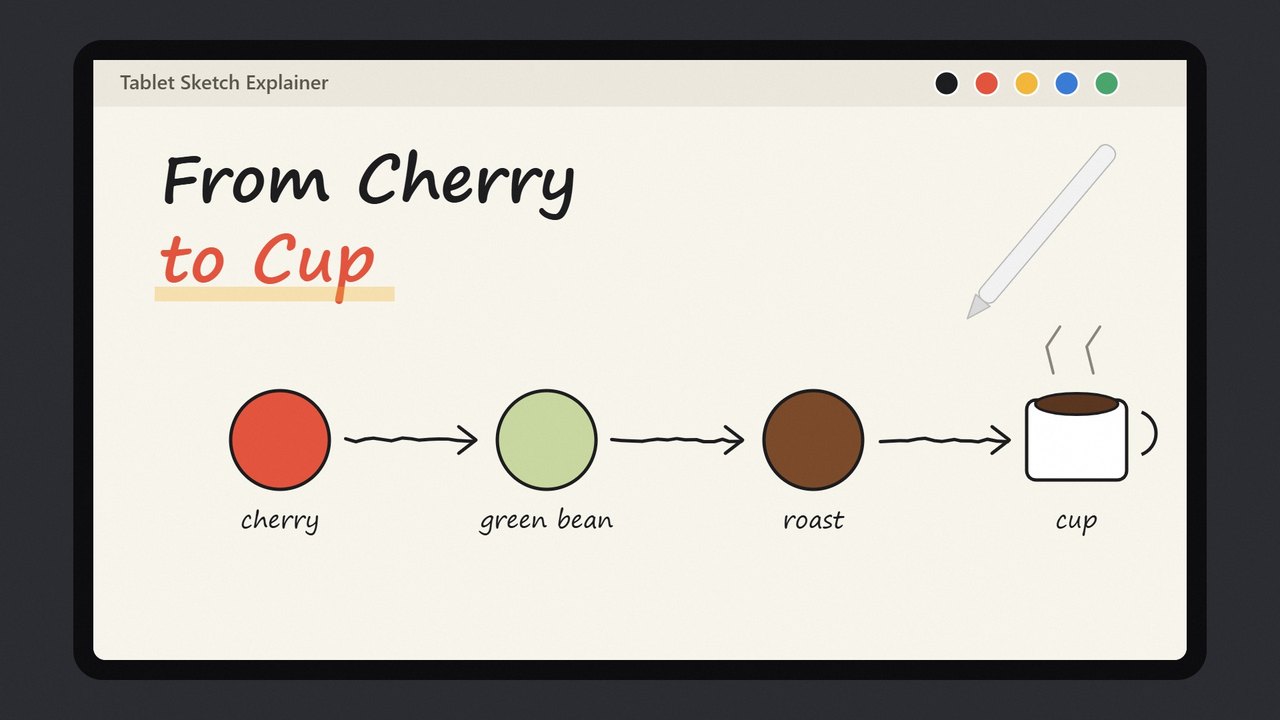 Tablet Sketch Explainer
From Cherry
to Cup
cherry
green bean
roast
cup